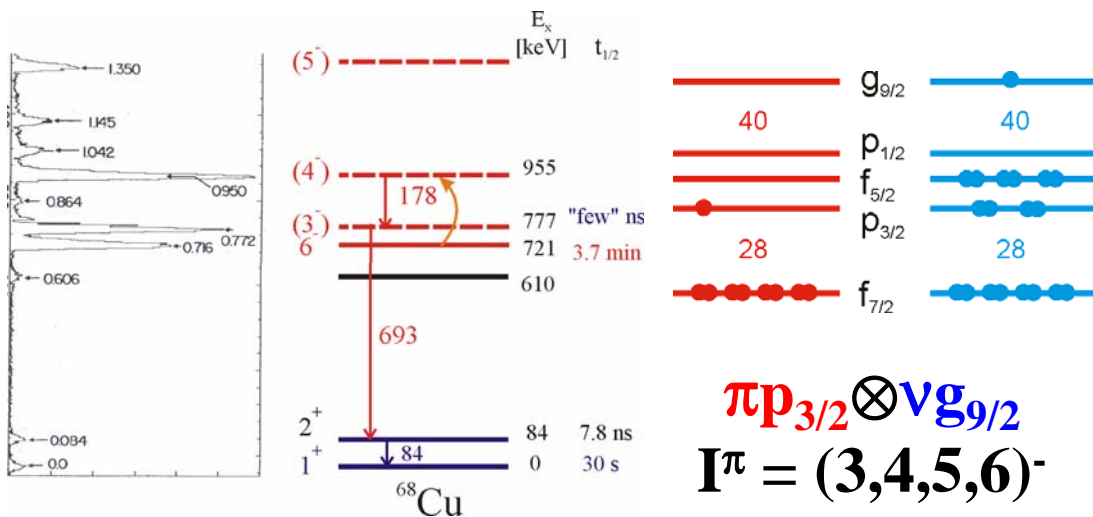 1.350
1.145
1.042
0.950
0.864
0.772
0.716
0.606
0.084
0.0
Eₓ
[keV] t₁/₂
(5⁻)
(4⁻) 955
178
(3⁻) 777 "few" ns
6⁻ 721 3.7 min
610
693
2⁺ 84 7.8 ns
84
1⁺ 0 30 s
⁶⁸Cu
g₉/₂
40 40
p₁/₂
f₅/₂
p₃/₂
28 28
f₇/₂
πp₃/₂⊗νg₉/₂
Iᵖⁱ = (3,4,5,6)⁻